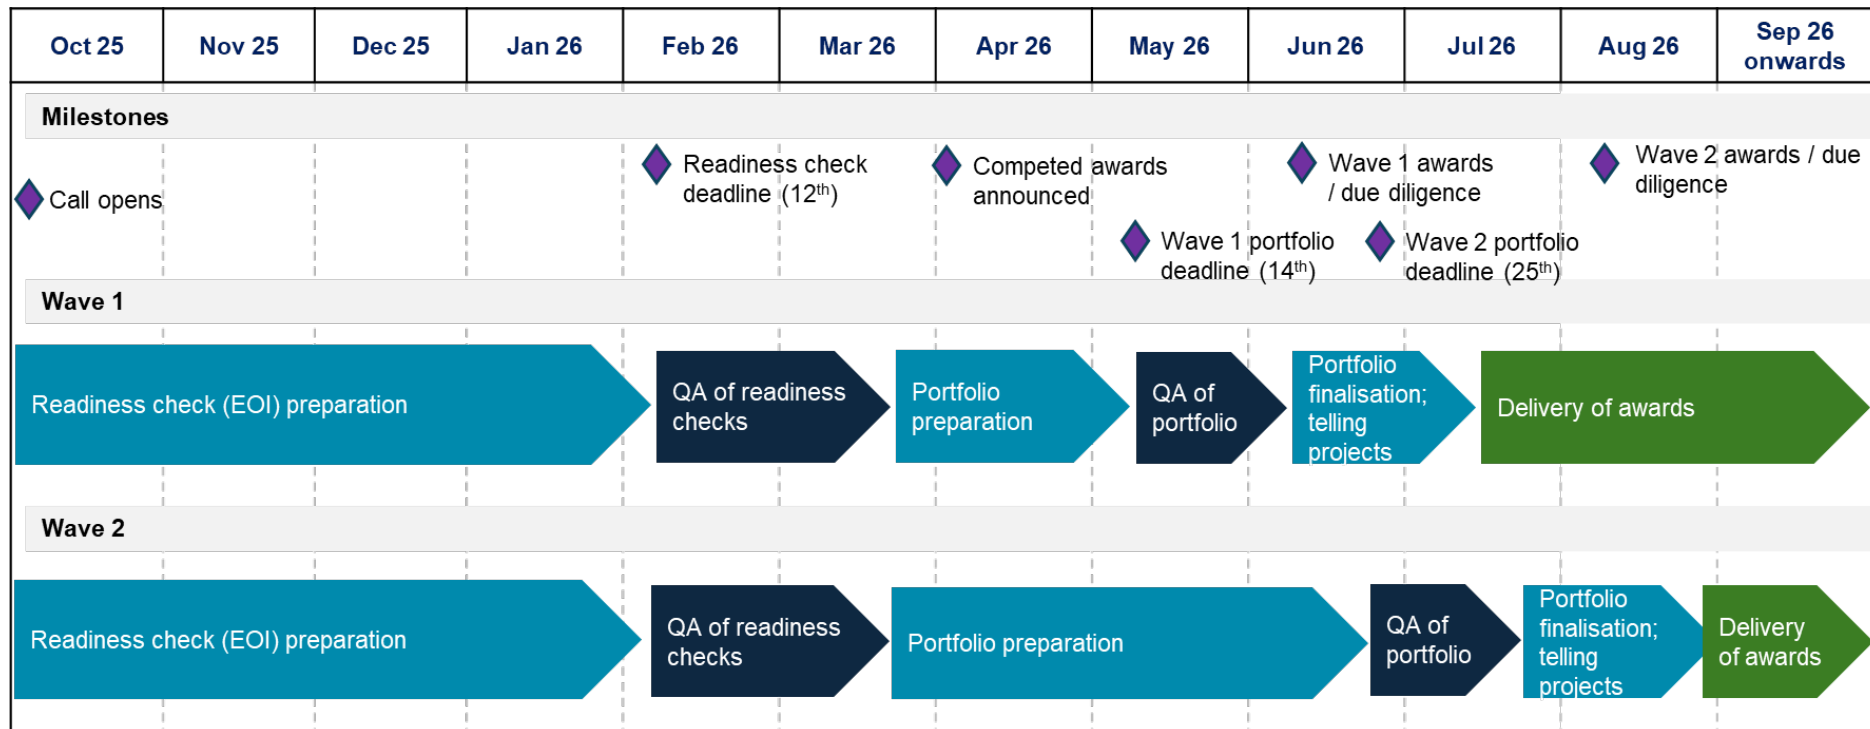 Oct 25
Nov 25
Dec 25
Jan 26
Feb 26
Mar 26
Apr 26
May 26
Jun 26
Jul 26
Aug 26
Sep 26
onwards
Milestones
Call opens
Readiness check
deadline (12th)
Competed awards
announced
Wave 1 portfolio
deadline (14th)
Wave 1 awards
/ due diligence
Wave 2 portfolio
deadline (25th)
Wave 2 awards / due
diligence
Wave 1
Readiness check (EOI) preparation
QA of readiness
checks
Portfolio
preparation
QA of
portfolio
Portfolio
finalisation;
telling
projects
Delivery of awards
Wave 2
Readiness check (EOI) preparation
QA of readiness
checks
Portfolio preparation
QA of
portfolio
Portfolio
finalisation;
telling
projects
Delivery
of awards